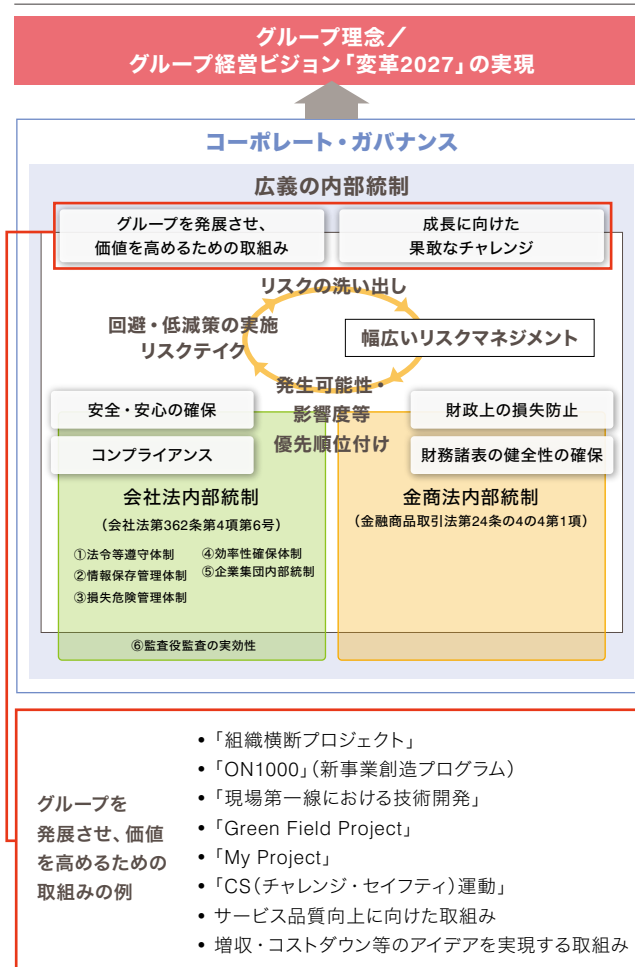 グループ理念／
グループ経営ビジョン「変革2027」の実現
コーポレート・ガバナンス
広義の内部統制
グループを発展させ、
価値を高めるための取組み
成長に向けた
果敢なチャレンジ
リスクの洗い出し
回避・低減策の実施
リスクテイク
幅広いリスクマネジメント
発生可能性・
影響度等
優先順位付け
安全・安心の確保
コンプライアンス
財政上の損失防止
財務諸表の健全性の確保
会社法内部統制
（会社法第362条第4項第6号）
①法令等遵守体制
②情報保存管理体制
③損失危険管理体制
④効率性確保体制
⑤企業集団内部統制
⑥監査役監査の実効性
金商法内部統制
（金融商品取引法第24条の4の4第1項）
グループを
発展させ、価値
を高めるための
取組みの例
• 「組織横断プロジェクト」
• 「ON1000」（新事業創造プログラム）
• 「現場第一線における技術開発」
• 「Green Field Project」
• 「My Project」
• 「CS（チャレンジ・セイフティ）運動」
• サービス品質向上に向けた取組み
• 増収・コストダウン等のアイデアを実現する取組み